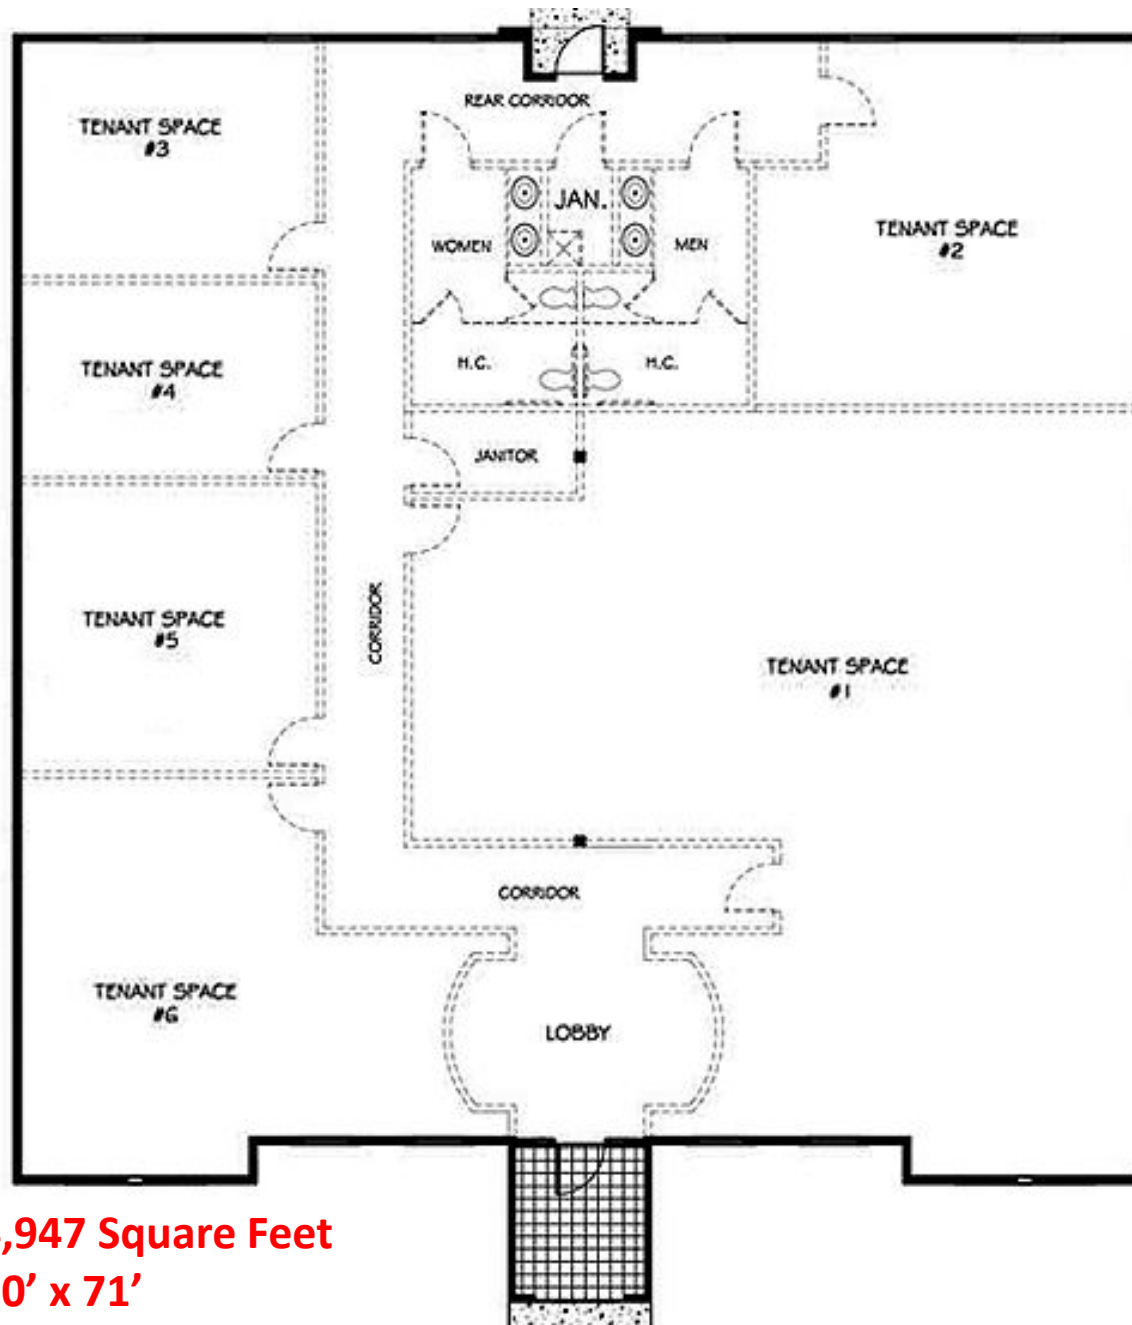 REAR CORRIDOR
TENANT SPACE
#3
JAN.
WOMEN
MEN
TENANT SPACE
#2
TENANT SPACE
#4
H.C.
H.C.
JANITOR
TENANT SPACE
#5
CORRIDOR
TENANT SPACE
#1
CORRIDOR
TENANT SPACE
#6
LOBBY
,947 Square Feet
0’ x 71’